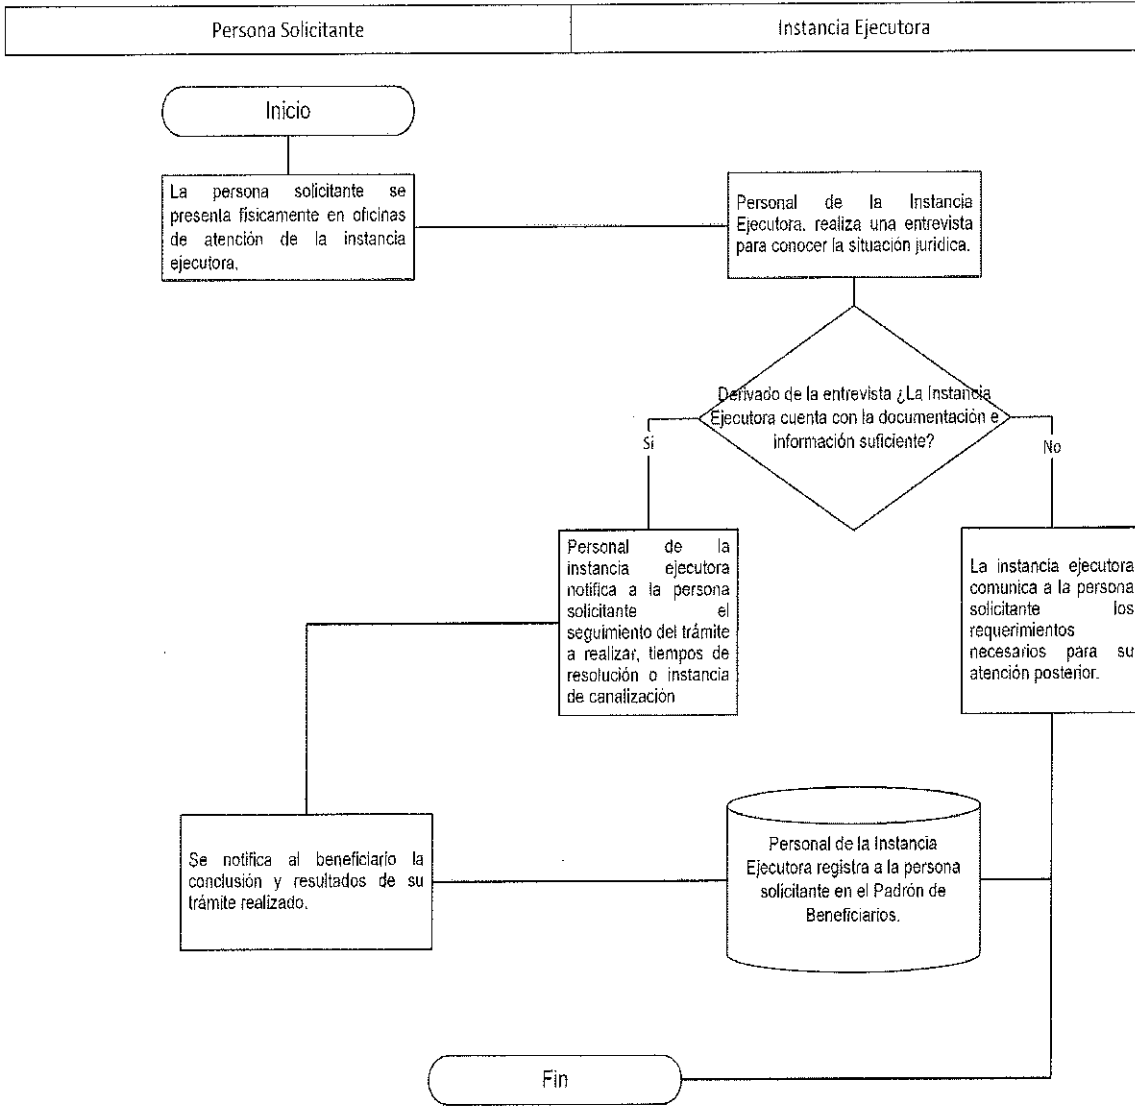 Persona Solicitante
Instancia Ejecutora
Inicio
La persona solicitante se
presenta físicamente en oficinas
de atención de la instancia
ejecutora.
Personal de la Instancia
Ejecutora. realiza una entrevista
para conocer la situación jurídica.
Derivado de la entrevista ¿La Instancia
Ejecutora cuenta con la documentación e
información suficiente?
Sí
No
Personal de la
instancia ejecutora
notifica a la persona
solicitante el
seguimiento del trámite
a realizar, tiempos de
resolución o instancia
de canalización
La instancia ejecutora
comunica a la persona
solicitante los
requerimientos
necesarios para su
atención posterior.
Se notifica al beneficiario la
conclusión y resultados de su
trámite realizado.
Personal de la Instancia
Ejecutora registra a la persona
solicitante en el Padrón de
Beneficiarios.
Fin